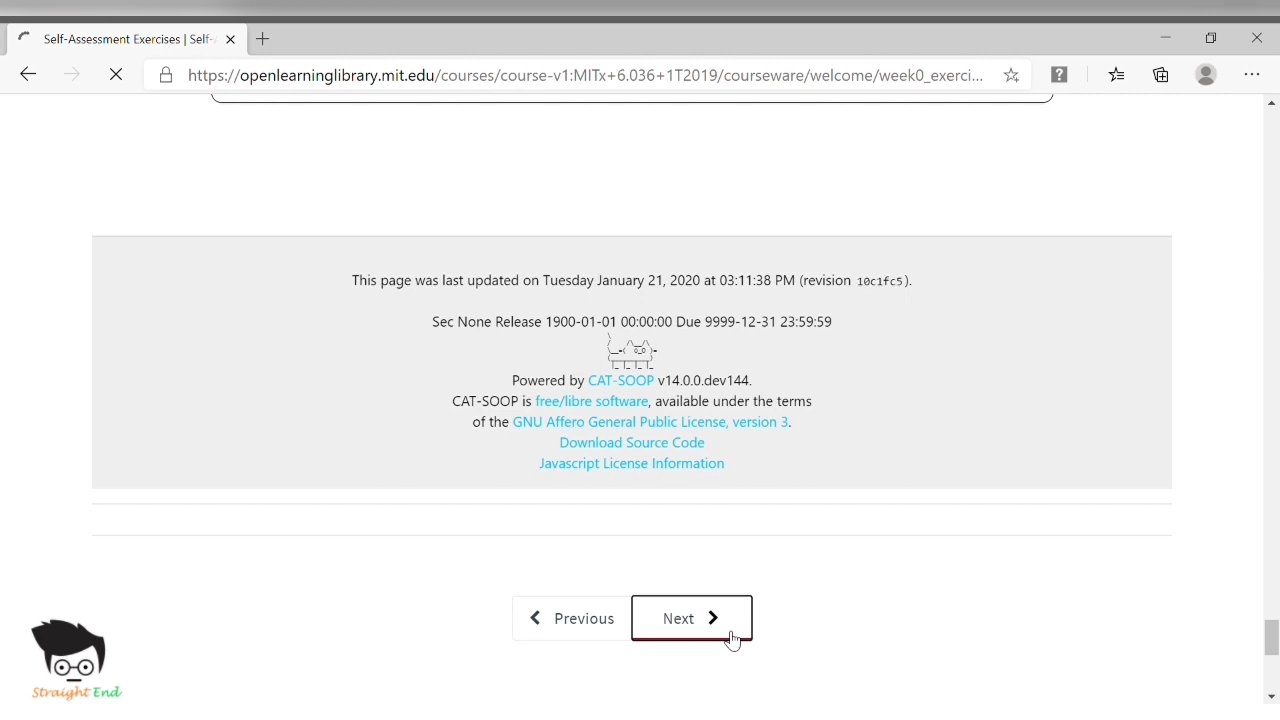 Self-Assessment Exercises | Self-
https://openlearninglibrary.mit.edu/courses/course-v1:MITx+6.036+1T2019/courseware/welcome/week0_exerci...
This page was last updated on Tuesday January 21, 2020 at 03:11:38 PM (revision 10c1fc5).
Sec None Release 1900-01-01 00:00:00 Due 9999-12-31 23:59:59
Powered by CAT-SOOP v14.0.0.dev144.
CAT-SOOP is free/libre software, available under the terms
of the GNU Affero General Public License, version 3.
Download Source Code
Javascript License Information
Previous Next
Straight End